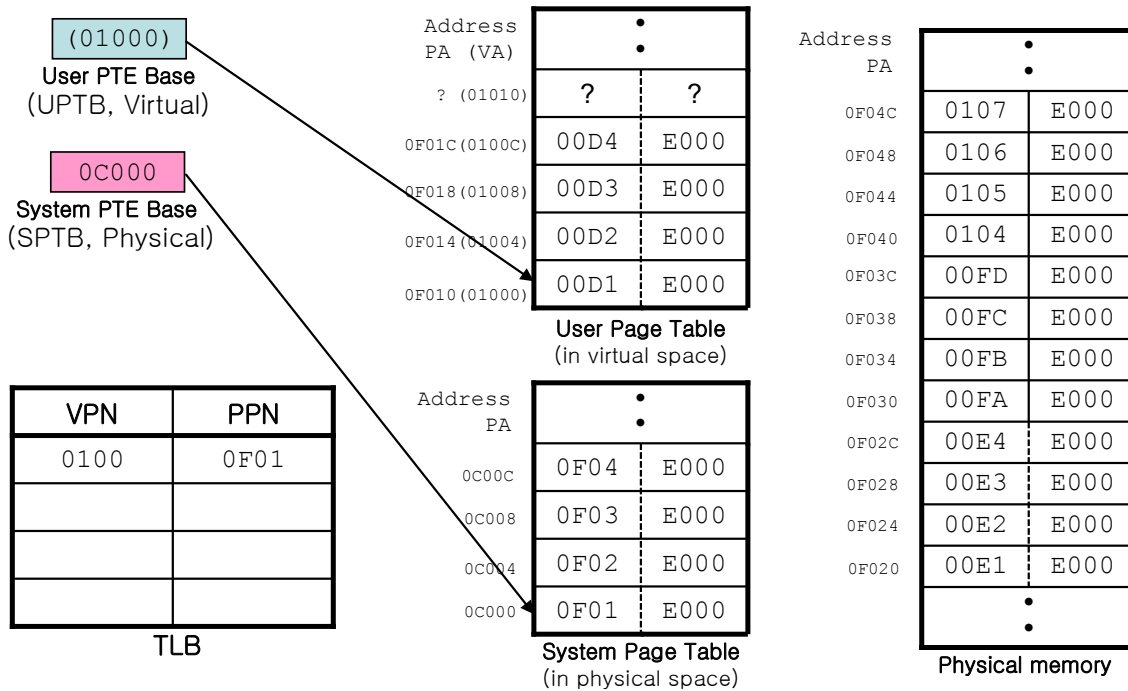 (01000)
User PTE Base
(UPTB, Virtual)
0C000
System PTE Base
(SPTB, Physical)
VPN PPN
0100 0F01
TLB
Address
PA (VA)
? (01010) ? ?
0F01C(0100C) 00D4 E000
0F018(01008) 00D3 E000
0F014(01004) 00D2 E000
0F010(01000) 00D1 E000
User Page Table
(in virtual space)
Address
PA
0C00C 0F04 E000
0C008 0F03 E000
0C004 0F02 E000
0C000 0F01 E000
System Page Table
(in physical space)
Address
PA
0F04C 0107 E000
0F048 0106 E000
0F044 0105 E000
0F040 0104 E000
0F03C 00FD E000
0F038 00FC E000
0F034 00FB E000
0F030 00FA E000
0F02C 00E4 E000
0F028 00E3 E000
0F024 00E2 E000
0F020 00E1 E000
Physical memory